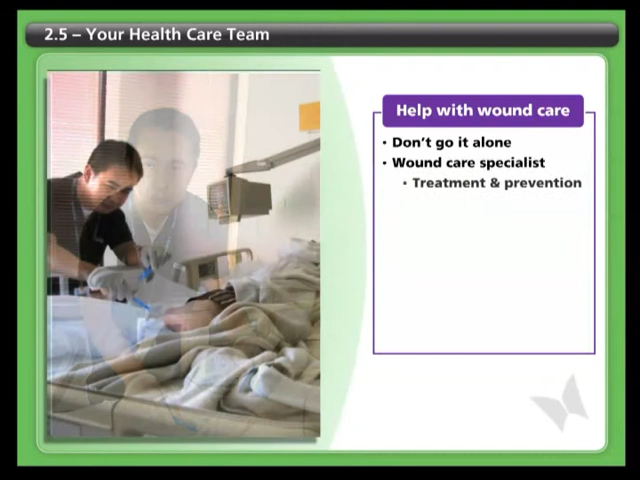 2.5 – Your Health Care Team
Help with wound care
• Don't go it alone
• Wound care specialist
• Treatment & prevention